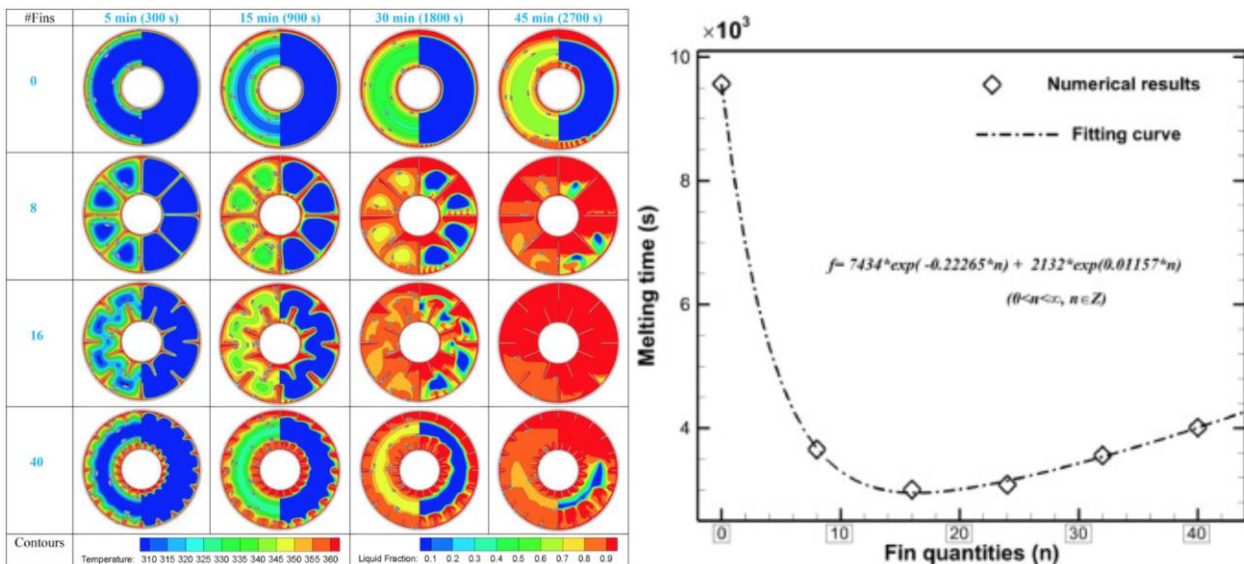 #Fins 5 min (300 s) 15 min (900 s) 30 min (1800 s) 45 min (2700 s)
0
8
16
40
Contours
Temperature: 310 315 320 325 330 335 340 345 350 355 360
Liquid Fraction: 0.1 0.2 0.3 0.4 0.5 0.6 0.7 0.8 0.9
×10³
10
8
6
4
Melting time (s)
Numerical results
Fitting curve
f= 7434*exp( -0.22265*n) + 2132*exp(0.01157*n)
(0<n<∞, n∈Z)
0 10 20 30 40
Fin quantities (n)